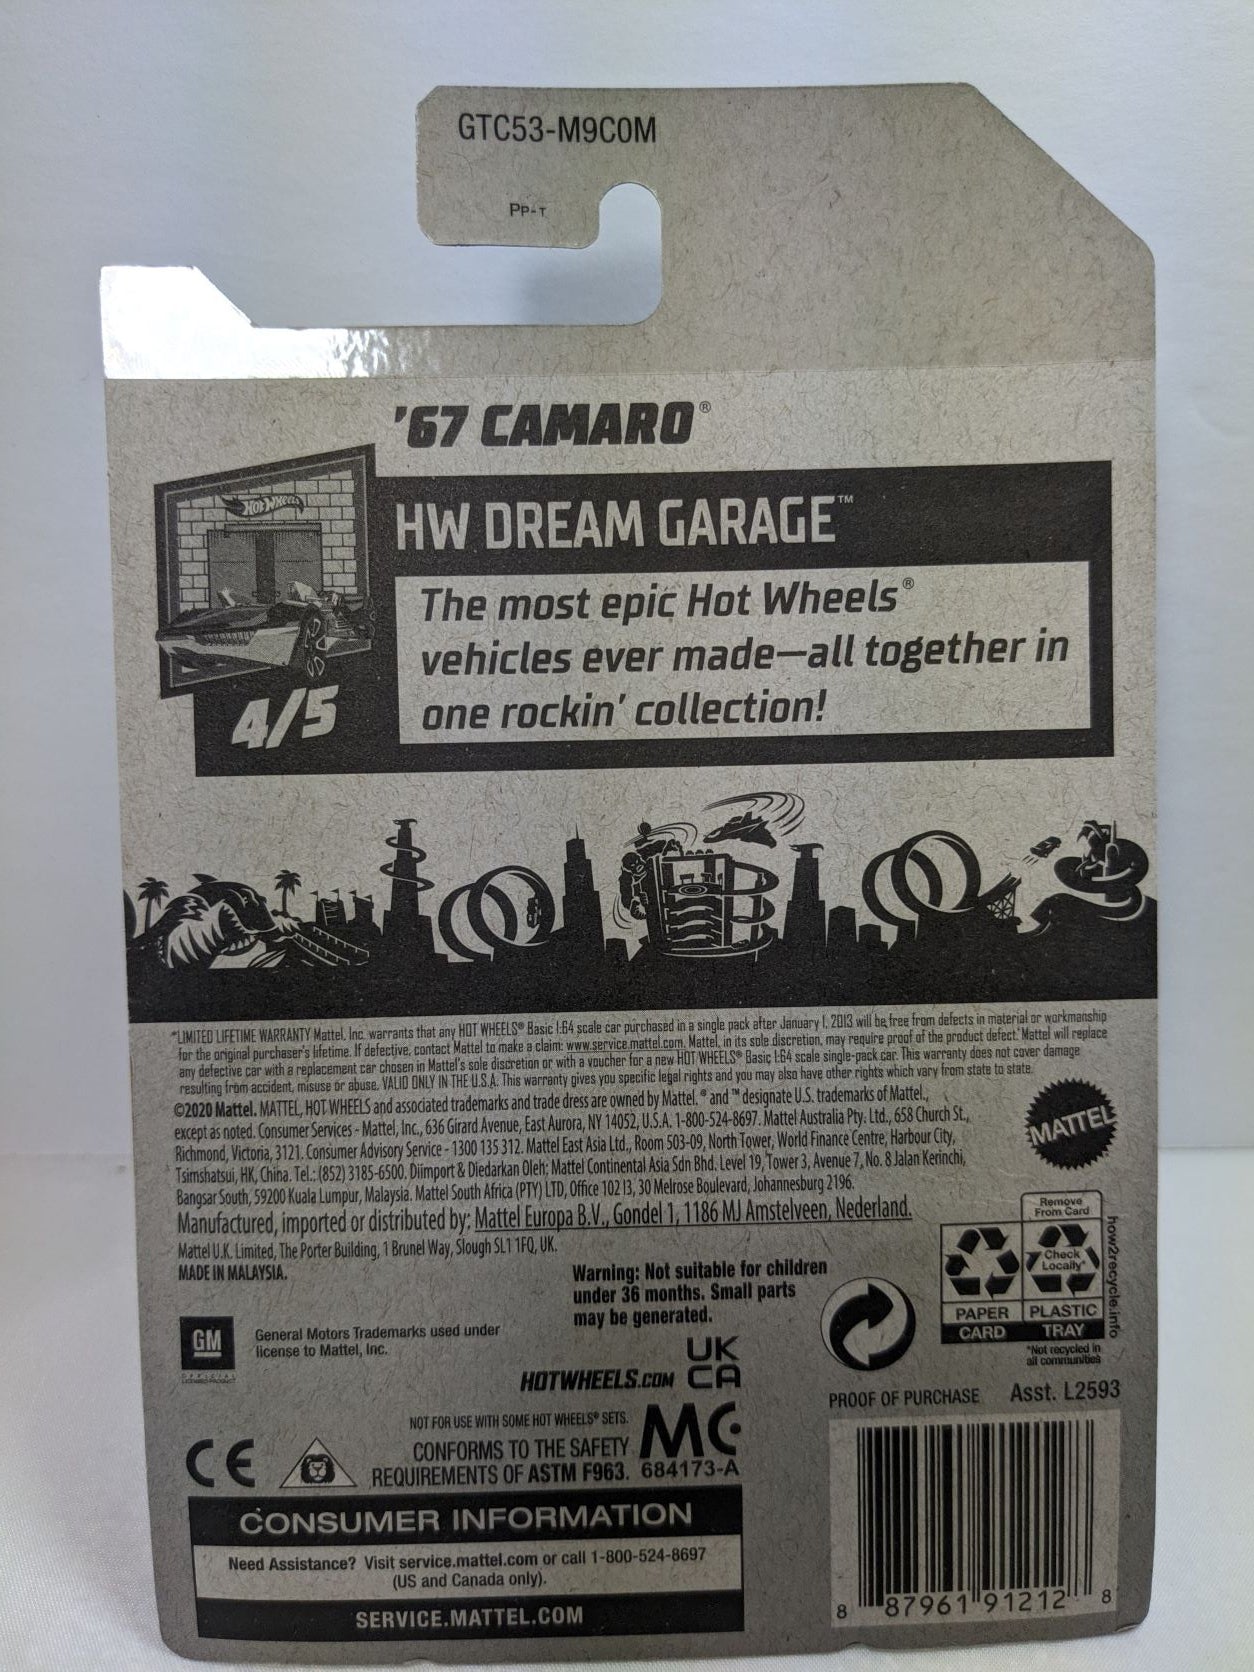 GTC53-M9C0M
PP-T
'67 CAMARO®
HOT WHEELS
HW DREAM GARAGE™
The most epic Hot Wheels®
vehicles ever made—all together in
one rockin' collection!
4/5
*LIMITED LIFETIME WARRANTY Mattel, Inc. warrants that any HOT WHEELS® Basic 1:64 scale car purchased in a single pack after January 1, 2013 will be free from defects in material or workmanship
for the original purchaser's lifetime. If defective, contact Mattel to make a claim: www.service.mattel.com. Mattel, in its sole discretion, may require proof of the product defect. Mattel will replace
any defective car with a replacement car chosen in Mattel's sole discretion or with a voucher for a new HOT WHEELS® Basic 1:64 scale single-pack car. This warranty does not cover damage
resulting from accident, misuse or abuse. VALID ONLY IN THE U.S.A. This warranty gives you specific legal rights and you may also have other rights which vary from state to state.
©2020 Mattel. MATTEL, HOT WHEELS and associated trademarks and trade dress are owned by Mattel. ® and ™ designate U.S. trademarks of Mattel,
except as noted. Consumer Services - Mattel, Inc., 636 Girard Avenue, East Aurora, NY 14052, U.S.A. 1-800-524-8697. Mattel Australia Pty. Ltd., 658 Church St.,
Richmond, Victoria, 3121. Consumer Advisory Service - 1300 135 312. Mattel East Asia Ltd., Room 503-09, North Tower, World Finance Centre, Harbour City,
Tsimshatsui, HK, China. Tel.: (852) 3185-6500. Diimport & Diedarkan Oleh: Mattel Continental Asia Sdn Bhd. Level 19, Tower 3, Avenue 7, No. 8 Jalan Kerinchi,
Bangsar South, 59200 Kuala Lumpur, Malaysia. Mattel South Africa (PTY) LTD, Office 102 I3, 30 Melrose Boulevard, Johannesburg 2196.
Manufactured, imported or distributed by: Mattel Europa B.V., Gondel 1, 1186 MJ Amstelveen, Nederland.
Mattel U.K. Limited, The Porter Building, 1 Brunel Way, Slough SL1 1FQ, UK.
MADE IN MALAYSIA.
MATTEL
Remove
From Card
Check
Locally*
PAPER
CARD
PLASTIC
TRAY
*Not recycled in
all communities
how2recycle.info
Warning: Not suitable for children
under 36 months. Small parts
may be generated.
GM
OFFICIAL
LICENSED PRODUCT
General Motors Trademarks used under
license to Mattel, Inc.
HOTWHEELS.COM
UK
CA
PROOF OF PURCHASE
Asst. L2593
NOT FOR USE WITH SOME HOT WHEELS® SETS.
CONFORMS TO THE SAFETY
REQUIREMENTS OF ASTM F963.
MC
684173-A
CE
CONSUMER INFORMATION
Need Assistance? Visit service.mattel.com or call 1-800-524-8697
(US and Canada only).
SERVICE.MATTEL.COM
8 87961 91212 8